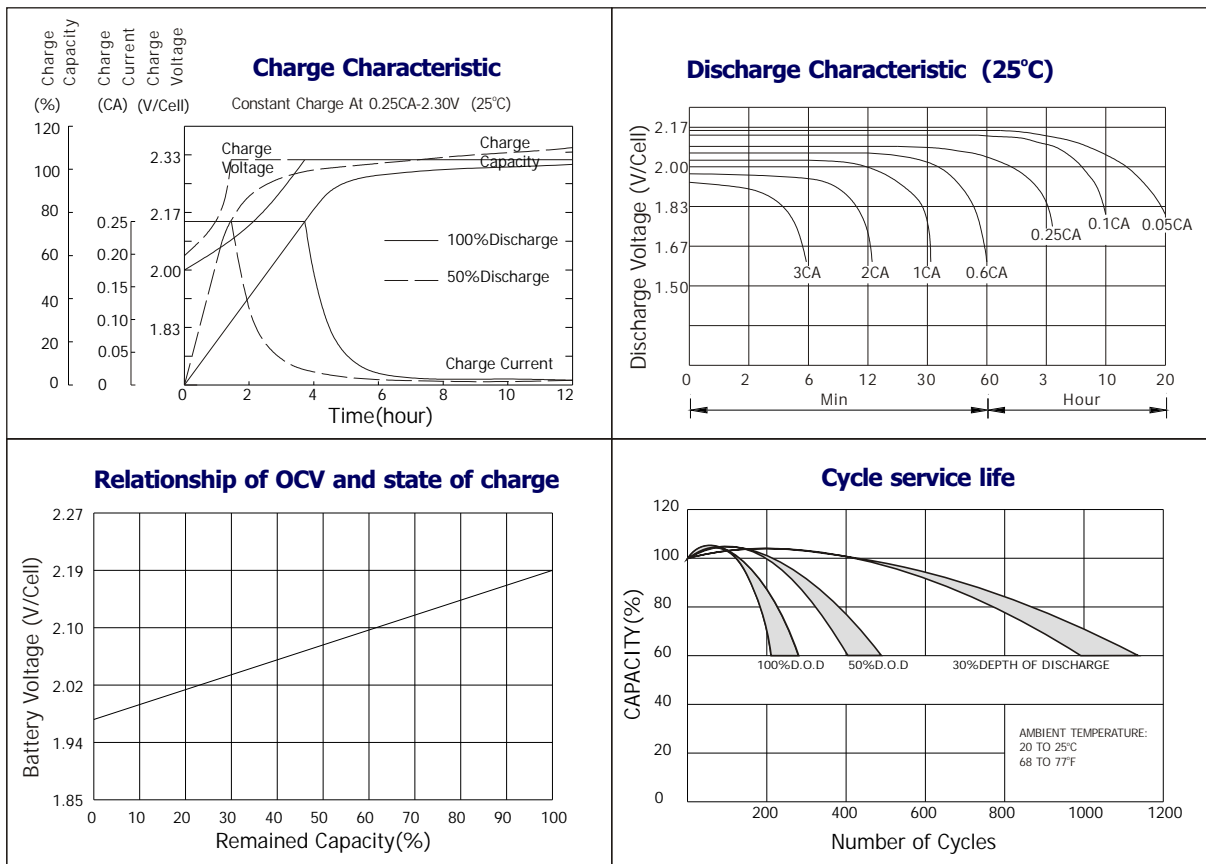 Charge
Capacity
Charge
Current
Charge
Voltage
(%)
(CA)
(V/Cell)
Charge Characteristic
Constant Charge At 0.25CA-2.30V (25°C)
120
100
80
60
40
20
0
0.25
0.20
0.15
0.10
0.05
0
2.33
2.17
2.00
1.83
Charge
Voltage
Charge
Capacity
100%Discharge
50%Discharge
Charge Current
0 2 4 6 8 10 12
Time(hour)
Discharge Characteristic (25°C)
Discharge Voltage (V/Cell)
2.17
2.00
1.83
1.67
1.50
3CA
2CA
1CA
0.6CA
0.25CA
0.1CA
0.05CA
0 2 6 12 30 60 3 10 20
Min
Hour
Relationship of OCV and state of charge
Battery Voltage (V/Cell)
2.27
2.19
2.10
2.02
1.94
1.85
0 10 20 30 40 50 60 70 80 90 100
Remained Capacity(%)
Cycle service life
CAPACITY(%)
120
100
80
60
40
20
0
100%D.O.D
50%D.O.D
30%DEPTH OF DISCHARGE
AMBIENT TEMPERATURE:
20 TO 25°C
68 TO 77°F
200 400 600 800 1000 1200
Number of Cycles